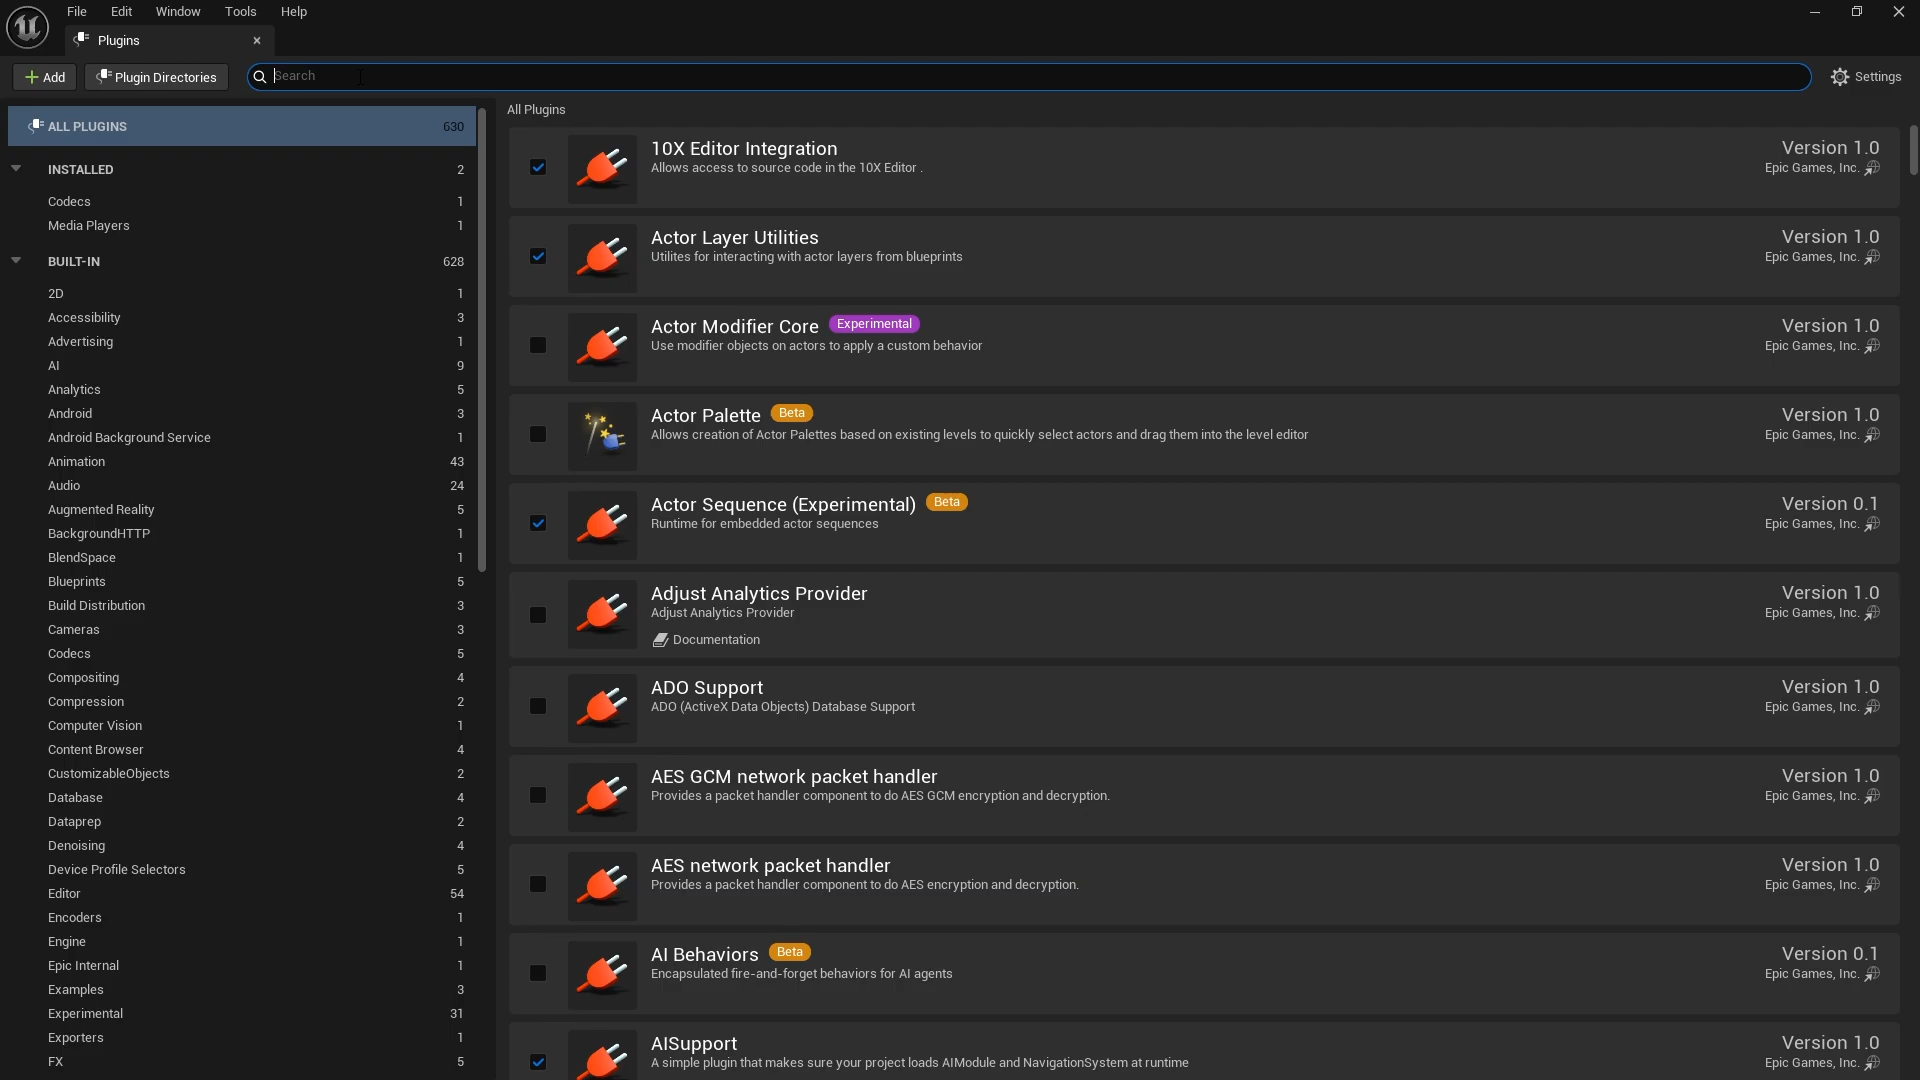 File Edit Window Tools Help
Plugins
Add Plugin Directories Search Settings
ALL PLUGINS 630
INSTALLED 2
Codecs 1
Media Players 1
BUILT-IN 628
2D 1
Accessibility 3
Advertising 1
AI 9
Analytics 5
Android 3
Android Background Service 1
Animation 43
Audio 24
Augmented Reality 5
BackgroundHTTP 1
BlendSpace 1
Blueprints 5
Build Distribution 3
Cameras 3
Codecs 5
Compositing 4
Compression 2
Computer Vision 1
Content Browser 4
CustomizableObjects 2
Database 4
Dataprep 2
Denoising 4
Device Profile Selectors 5
Editor 54
Encoders 1
Engine 1
Epic Internal 1
Examples 3
Experimental 31
Exporters 1
FX 5
All Plugins
10X Editor Integration Version 1.0
Allows access to source code in the 10X Editor . Epic Games, Inc.
Actor Layer Utilities Version 1.0
Utilites for interacting with actor layers from blueprints Epic Games, Inc.
Actor Modifier Core Experimental Version 1.0
Use modifier objects on actors to apply a custom behavior Epic Games, Inc.
Actor Palette Beta Version 1.0
Allows creation of Actor Palettes based on existing levels to quickly select actors and drag them into the level editor Epic Games, Inc.
Actor Sequence (Experimental) Beta Version 0.1
Runtime for embedded actor sequences Epic Games, Inc.
Adjust Analytics Provider Version 1.0
Adjust Analytics Provider Epic Games, Inc.
Documentation
ADO Support Version 1.0
ADO (ActiveX Data Objects) Database Support Epic Games, Inc.
AES GCM network packet handler Version 1.0
Provides a packet handler component to do AES GCM encryption and decryption. Epic Games, Inc.
AES network packet handler Version 1.0
Provides a packet handler component to do AES encryption and decryption. Epic Games, Inc.
AI Behaviors Beta Version 0.1
Encapsulated fire-and-forget behaviors for AI agents Epic Games, Inc.
AISupport Version 1.0
A simple plugin that makes sure your project loads AIModule and NavigationSystem at runtime Epic Games, Inc.